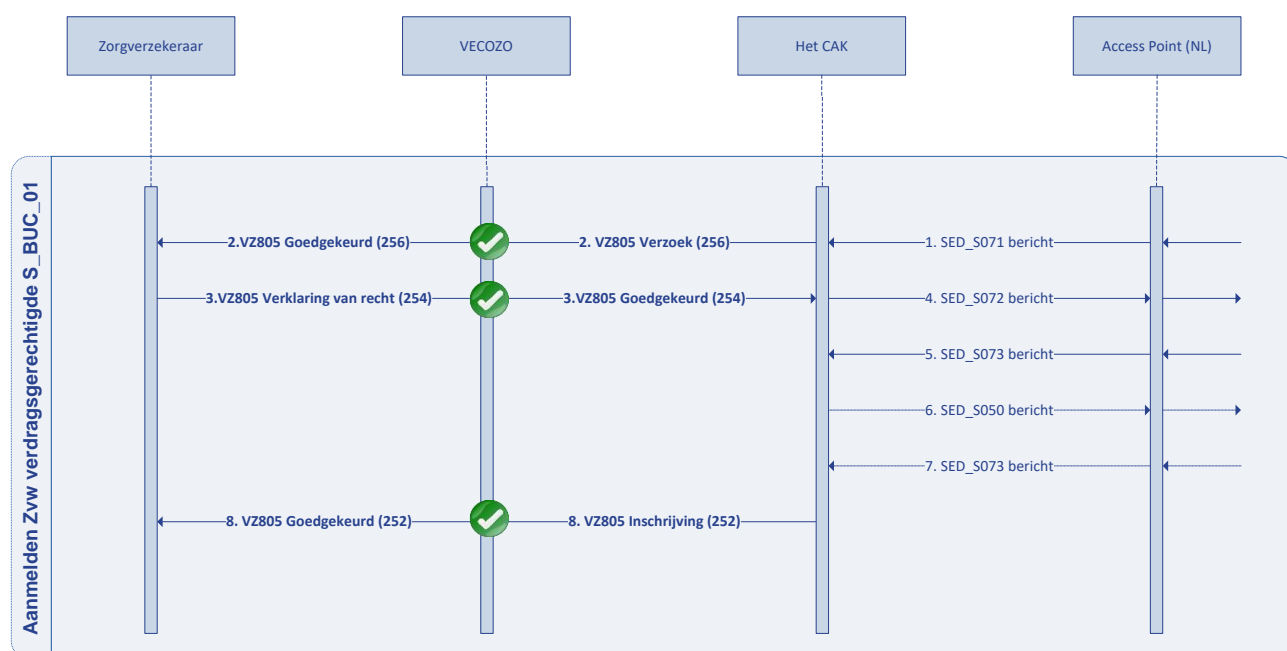 Zorgverzekeraar
VECOZO
Het CAK
Access Point (NL)
Aanmelden Zvw verdragsgerechtigde S_BUC_01
2.VZ805 Goedgekeurd (256)
2. VZ805 Verzoek (256)
1. SED_S071 bericht
3.VZ805 Verklaring van recht (254)
3.VZ805 Goedgekeurd (254)
4. SED_S072 bericht
5. SED_S073 bericht
6. SED_S050 bericht
7. SED_S073 bericht
8. VZ805 Goedgekeurd (252)
8. VZ805 Inschrijving (252)